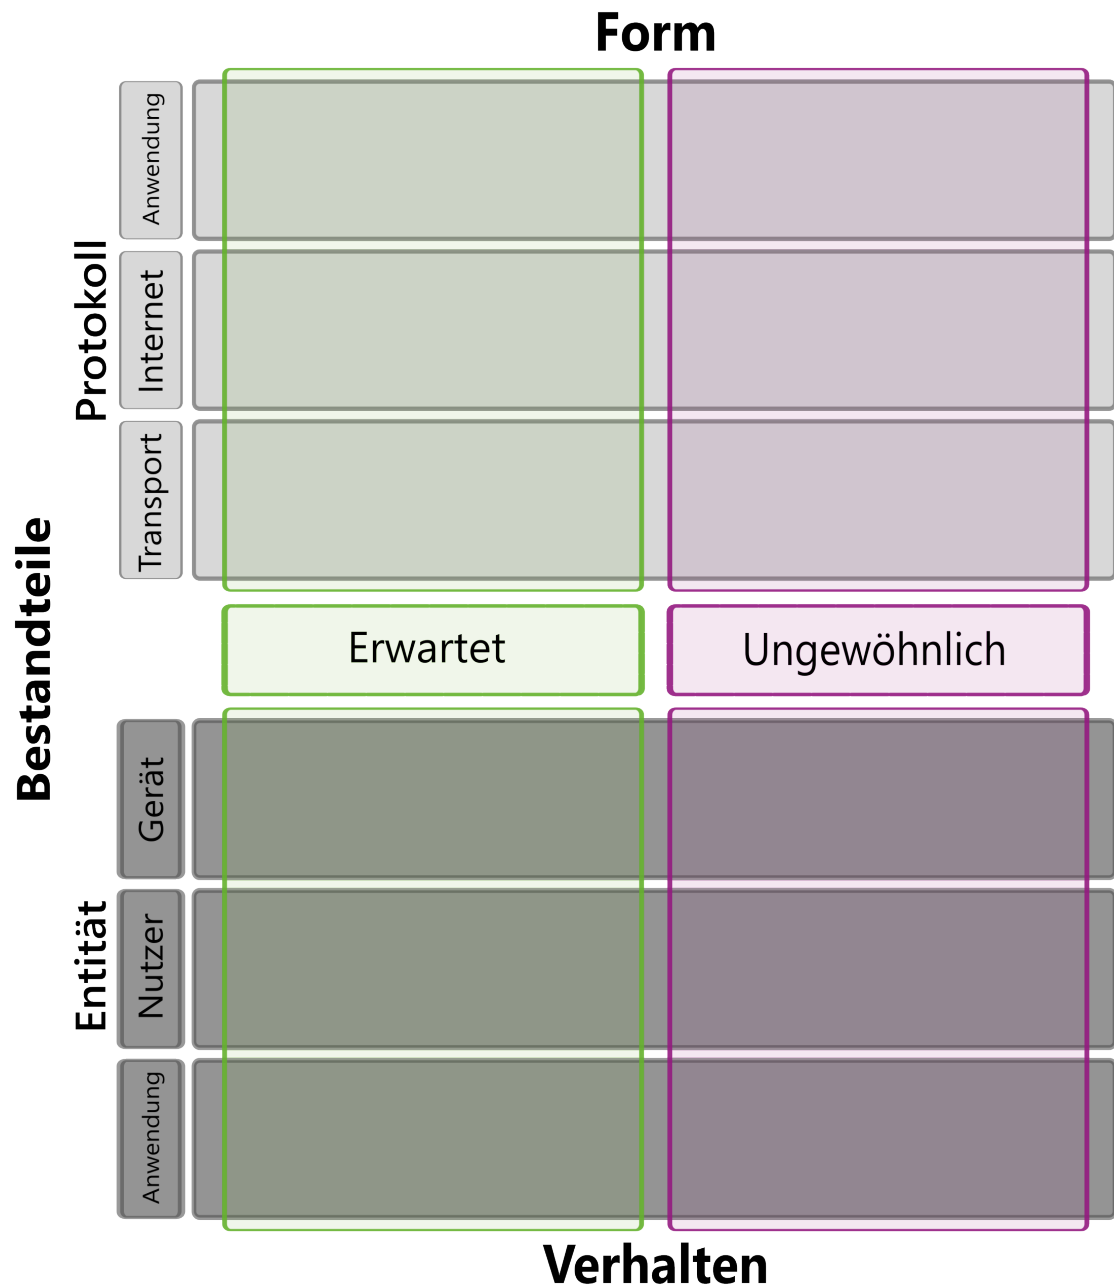 Form
Bestandteile
Protokoll
Anwendung
Internet
Transport
Erwartet
Ungewöhnlich
Entität
Gerät
Nutzer
Anwendung
Verhalten